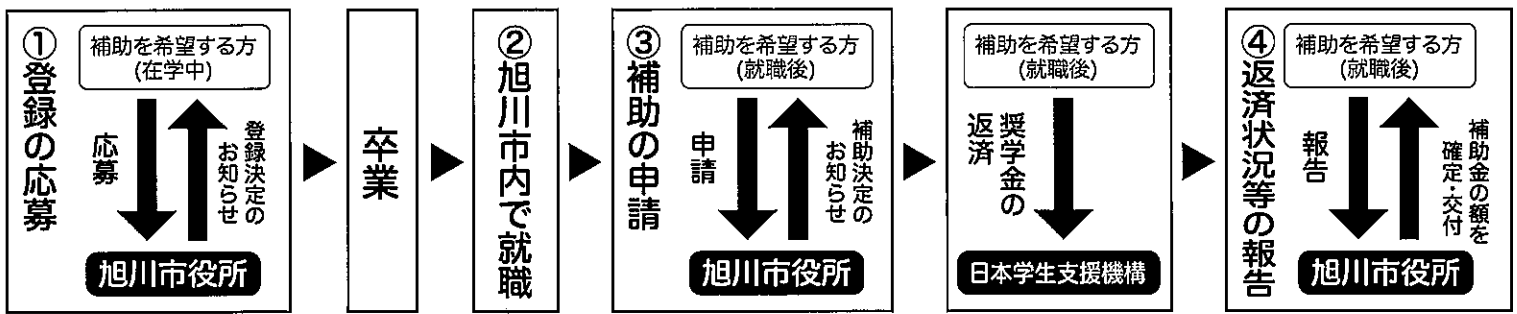 ①登録の応募
補助を希望する方
(在学中)
応募
登録決定の
お知らせ
旭川市役所
卒業
②旭川市内で就職
③補助の申請
補助を希望する方
(就職後)
申請
補助決定の
お知らせ
旭川市役所
補助を希望する方
(就職後)
奨学金の
返済
日本学生支援機構
④返済状況等の報告
補助を希望する方
(就職後)
報告
補助金の額を
確定・交付
旭川市役所